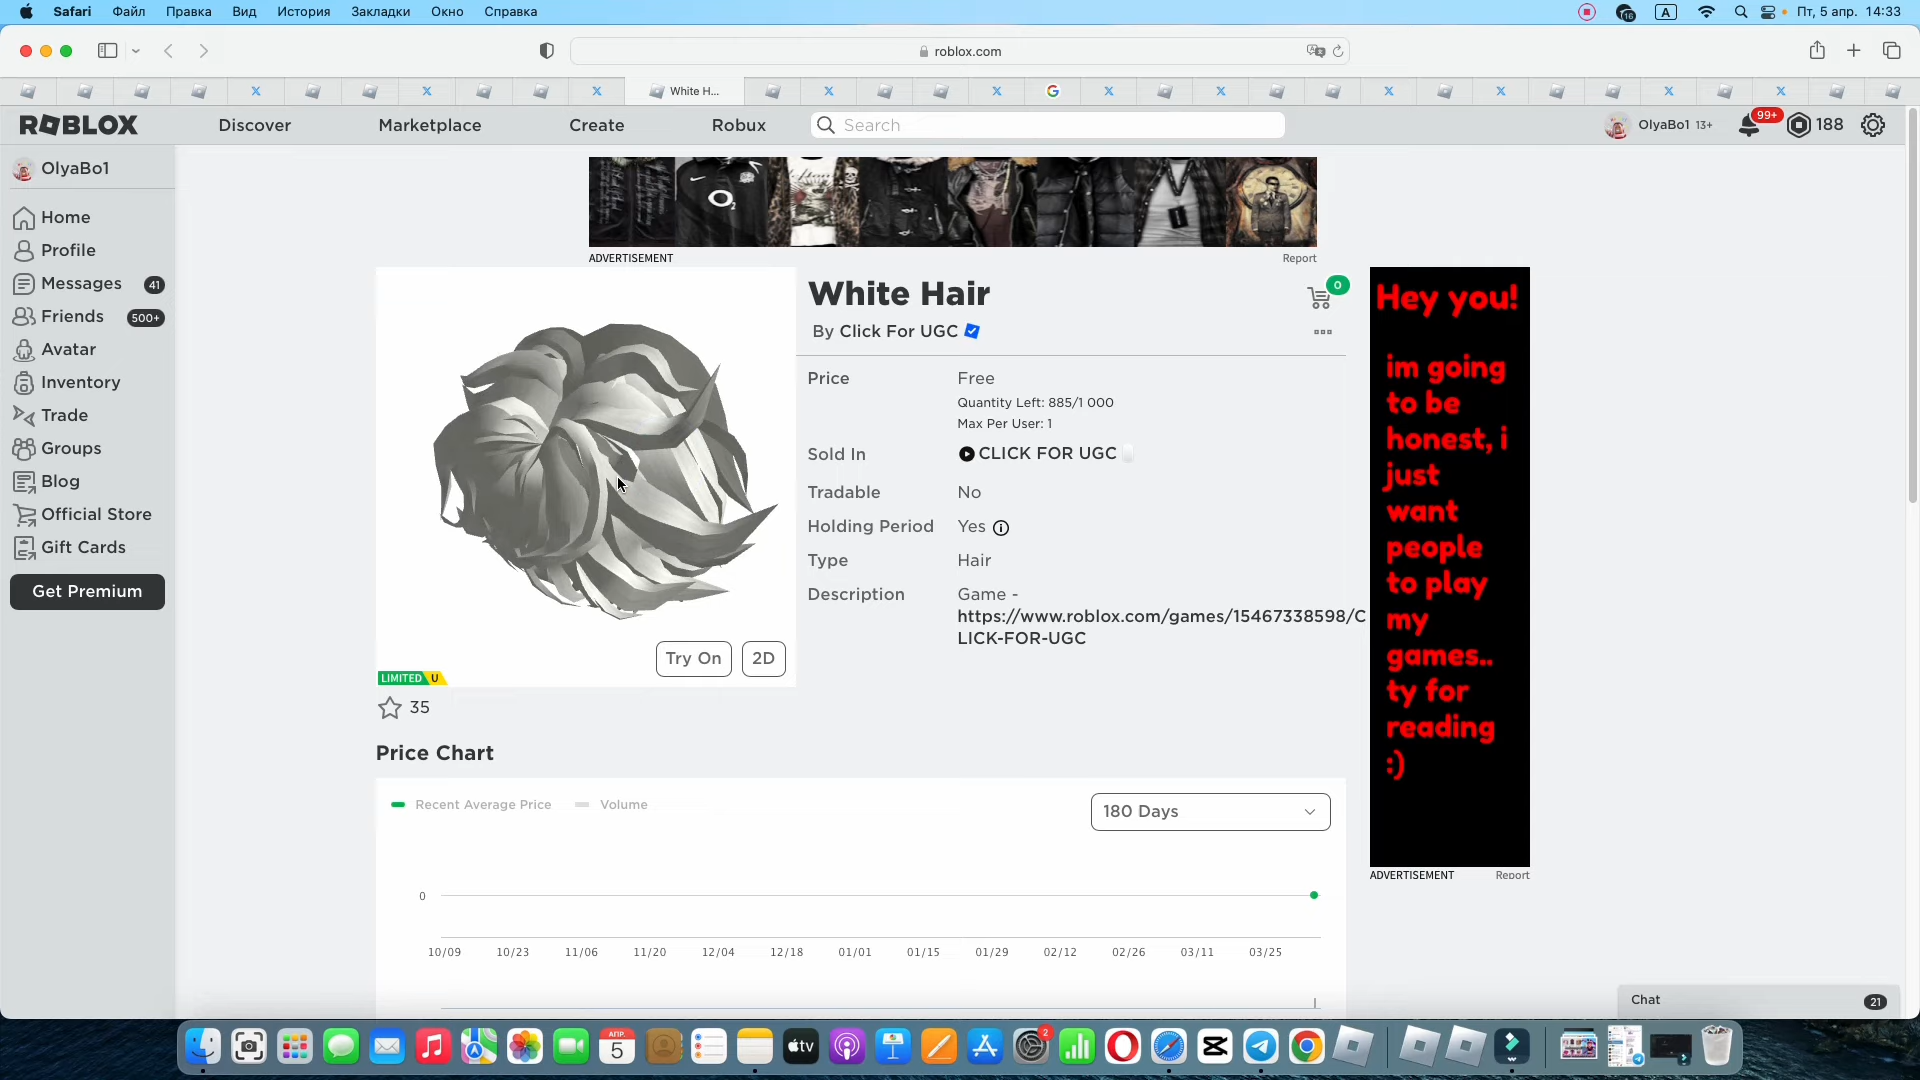 Safari Файл Правка Вид История Закладки Окно Справка
16 A Пт, 5 апр. 14:33
roblox.com
White H...
ROBLOX Discover Marketplace Create Robux Search OlyaBo1 13+ 99+ 188
OlyaBo1
Home
Profile
Messages 41
Friends 500+
Avatar
Inventory
Trade
Groups
Blog
Official Store
Gift Cards
Get Premium
O2
ADVERTISEMENT Report
White Hair
0
By Click For UGC
Price Free
Quantity Left: 885/1 000
Max Per User: 1
Sold In CLICK FOR UGC
Tradable No
Holding Period Yes
Type Hair
Description Game -
https://www.roblox.com/games/15467338598/C
LICK-FOR-UGC
Try On 2D
LIMITED U
35
Hey you!
im going
to be
honest, i
just
want
people
to play
my
games..
ty for
reading
:)
ADVERTISEMENT Report
Price Chart
Recent Average Price Volume
180 Days
0
10/09 10/23 11/06 11/20 12/04 12/18 01/01 01/15 01/29 02/12 02/26 03/11 03/25
Chat 21
АПР.
5
tv
2